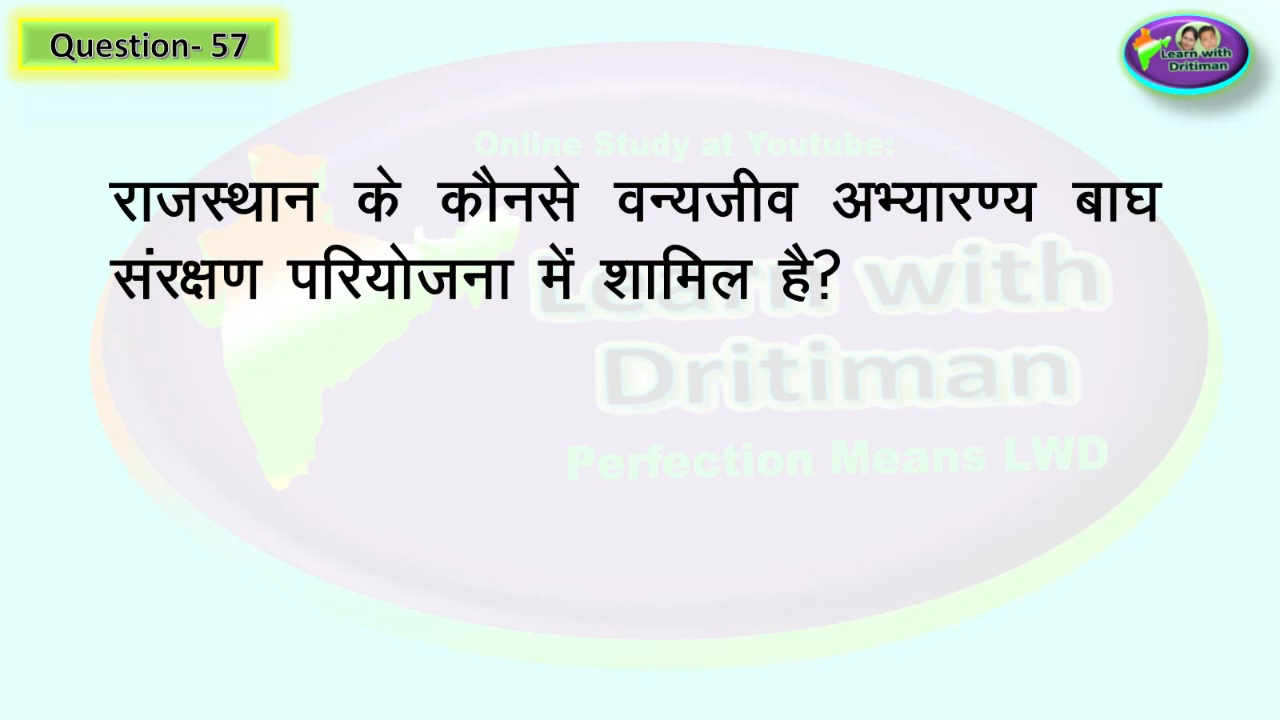 Question- 57
Learn with
Dritiman
Online Study at Youtube:
राजस्थान के कौनसे वन्यजीव अभ्यारण्य बाघ
संरक्षण परियोजना में शामिल है?
Learn with
Dritiman
Perfection Means LWD